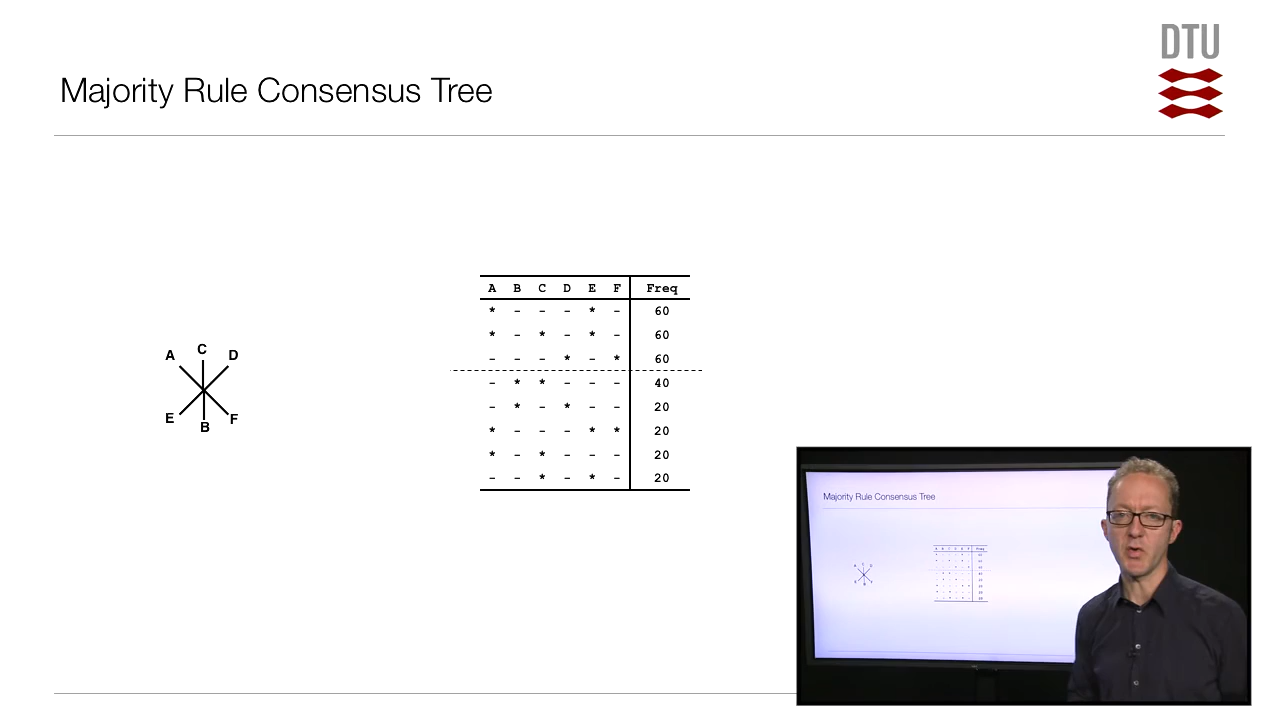 DTU
Majority Rule Consensus Tree
A C D
E B F
A B C D E F Freq
* - - - * - 60
* - * - * - 60
- - - * - * 60
- * * - - - 40
- * - * - - 20
* - - - * * 20
* - * - - - 20
- - * - * - 20
Majority Rule Consensus Tree